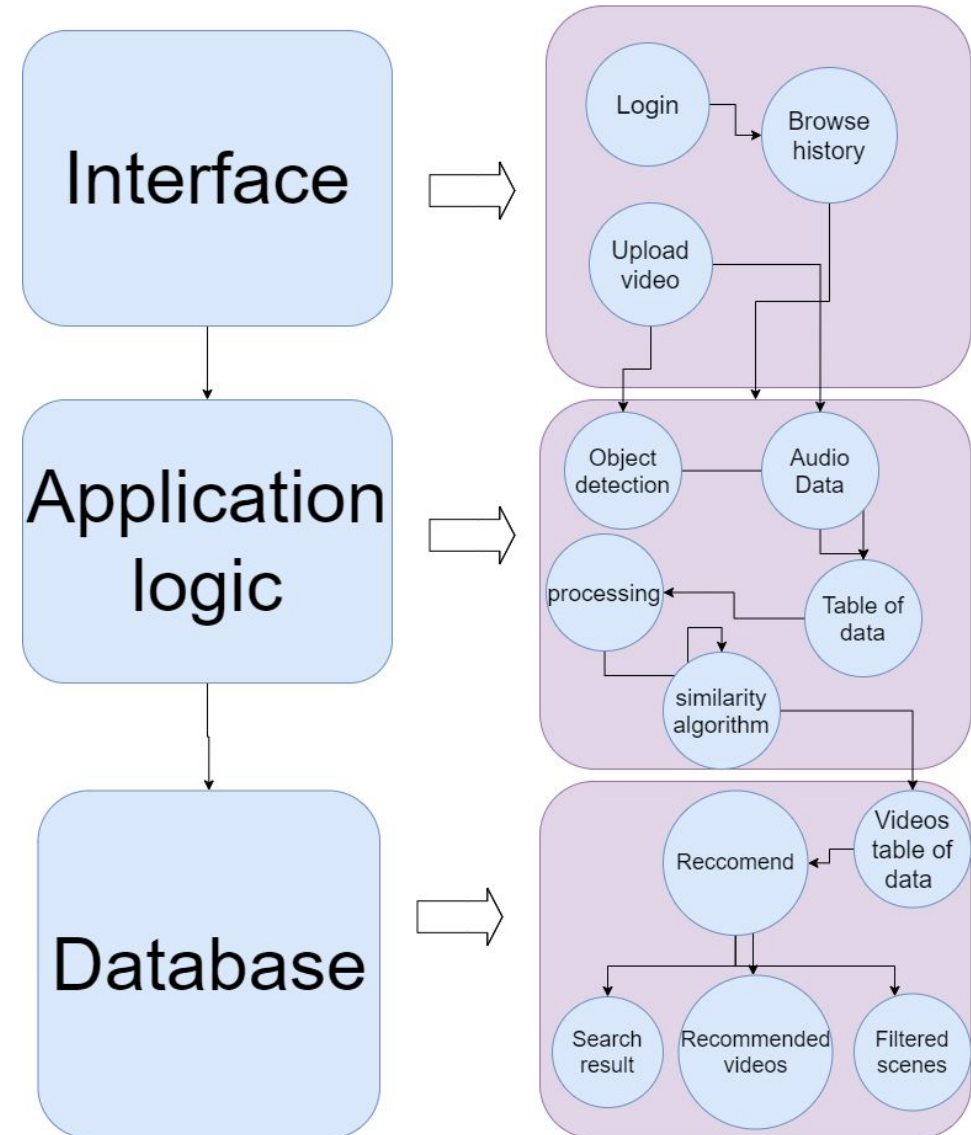 Interface
Login
Browse
history
Upload
video
Application
logic
Object
detection
Audio
Data
processing
Table of
data
similarity
algorithm
Database
Reccomend
Videos
table of
data
Search
result
Recommended
videos
Filtered
scenes